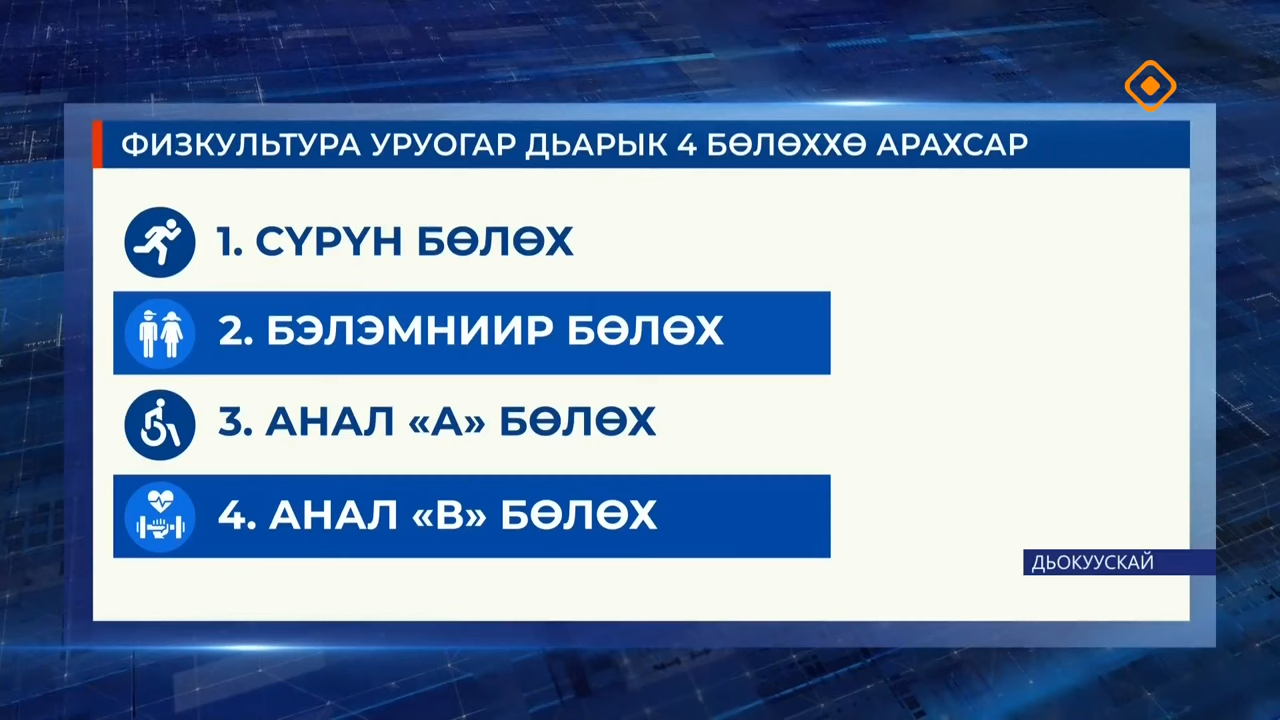 ФИЗКУЛЬТУРА УРУОГАР ДЬАРЫК 4 БӨЛӨХХӨ АРАХСАР
1. СҮРҮН БӨЛӨХ
2. БЭЛЭМНИИР БӨЛӨХ
3. АНАЛ «А» БӨЛӨХ
4. АНАЛ «В» БӨЛӨХ
ДЬОКУУСКАЙ